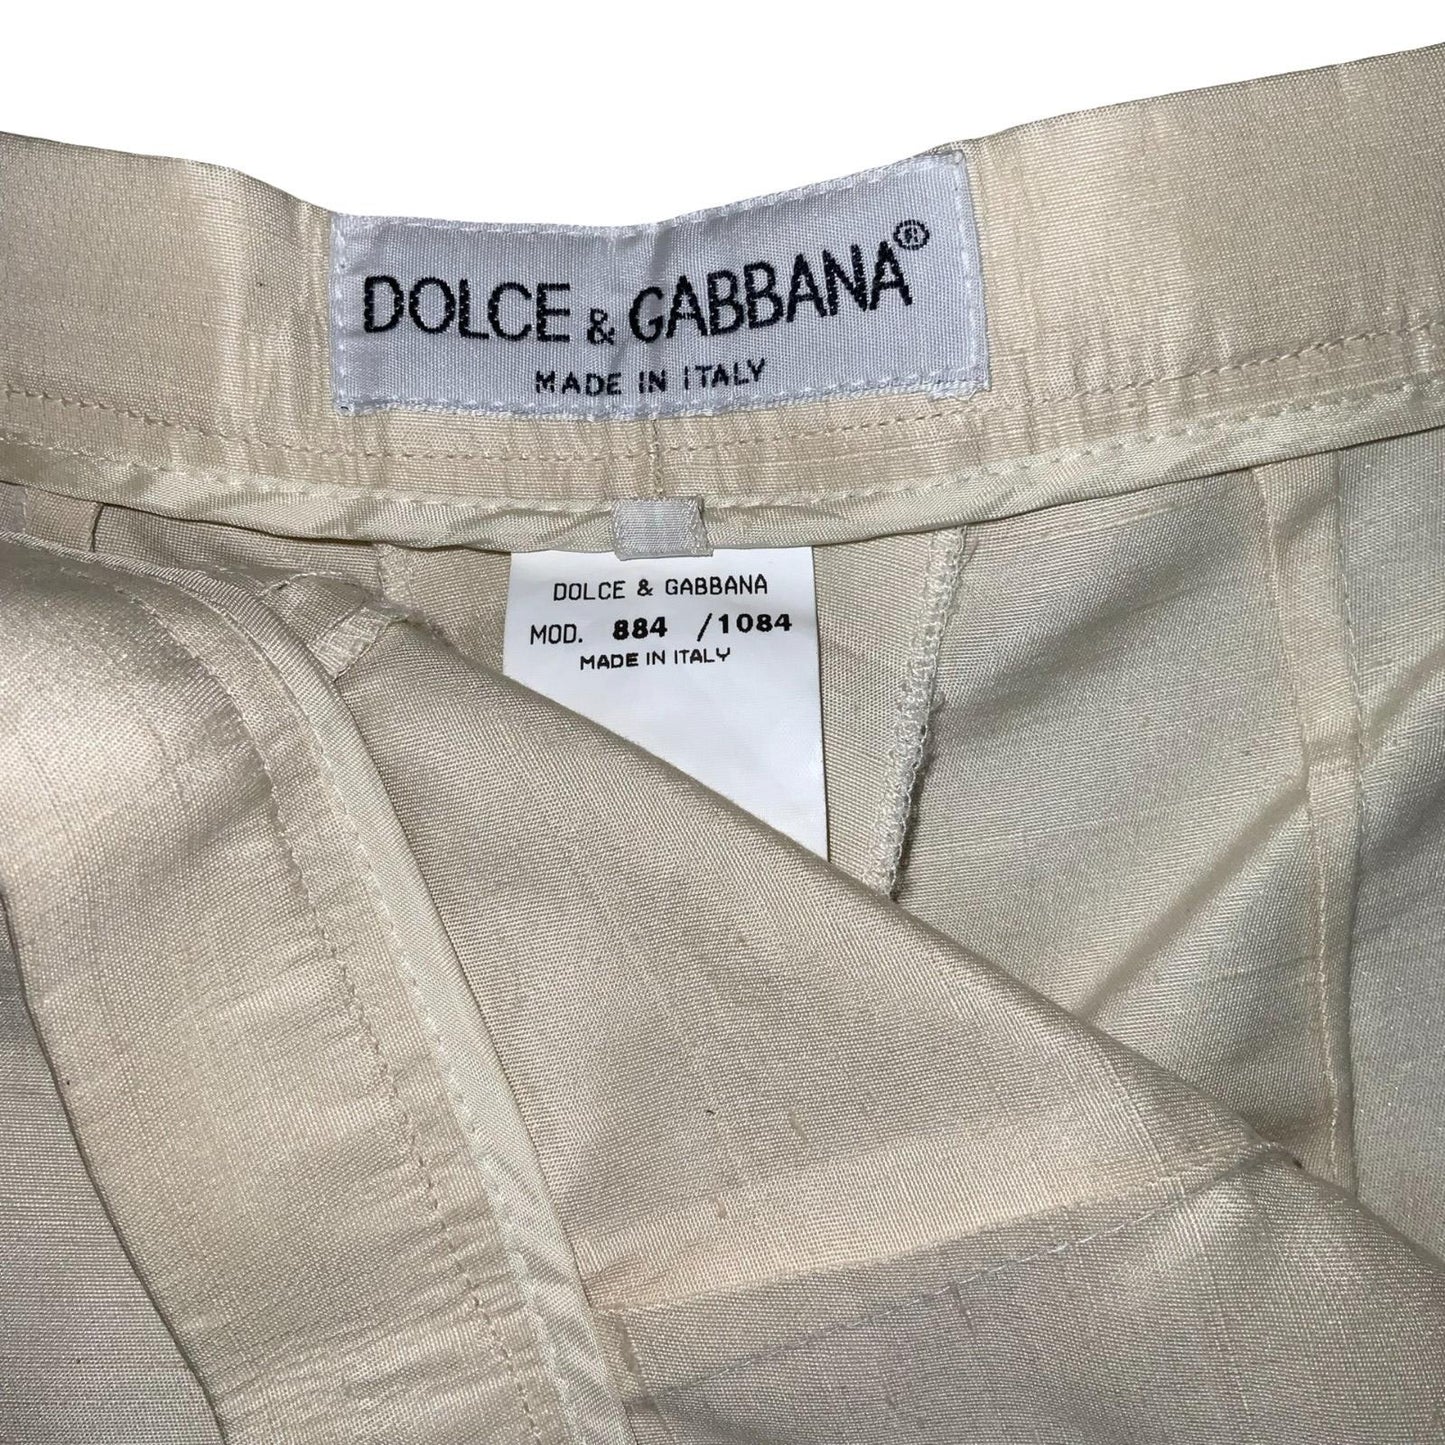 DOLCE & GABBANA®
MADE IN ITALY
DOLCE & GABBANA
MOD. 884 /1084
MADE IN ITALY